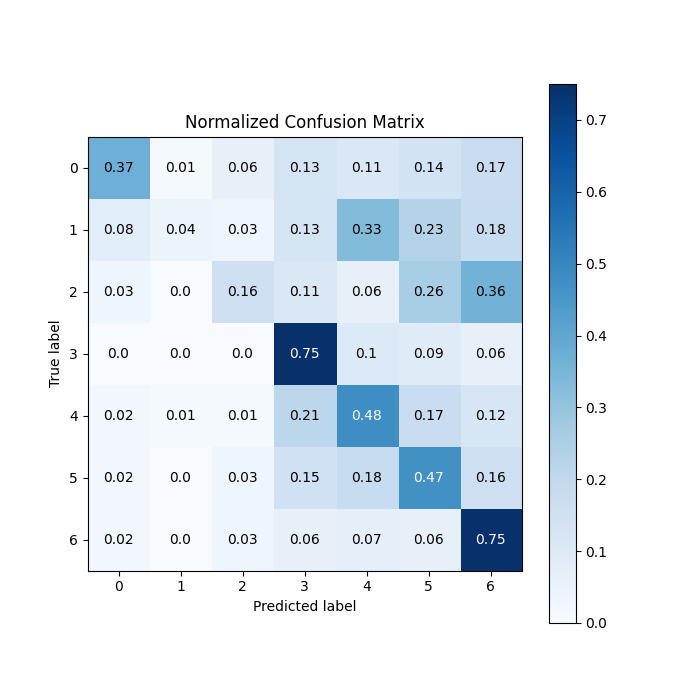 Normalized Confusion Matrix
0 0.37 0.01 0.06 0.13 0.11 0.14 0.17
1 0.08 0.04 0.03 0.13 0.33 0.23 0.18
2 0.03 0.0 0.16 0.11 0.06 0.26 0.36
3 0.0 0.0 0.0 0.75 0.1 0.09 0.06
4 0.02 0.01 0.01 0.21 0.48 0.17 0.12
5 0.02 0.0 0.03 0.15 0.18 0.47 0.16
6 0.02 0.0 0.03 0.06 0.07 0.06 0.75
0 1 2 3 4 5 6
Predicted label
True label
0.7
0.6
0.5
0.4
0.3
0.2
0.1
0.0